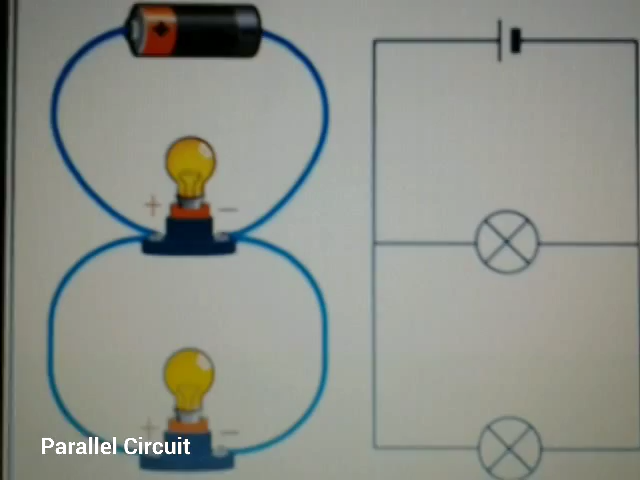 +
+ −
+ −
Parallel Circuit